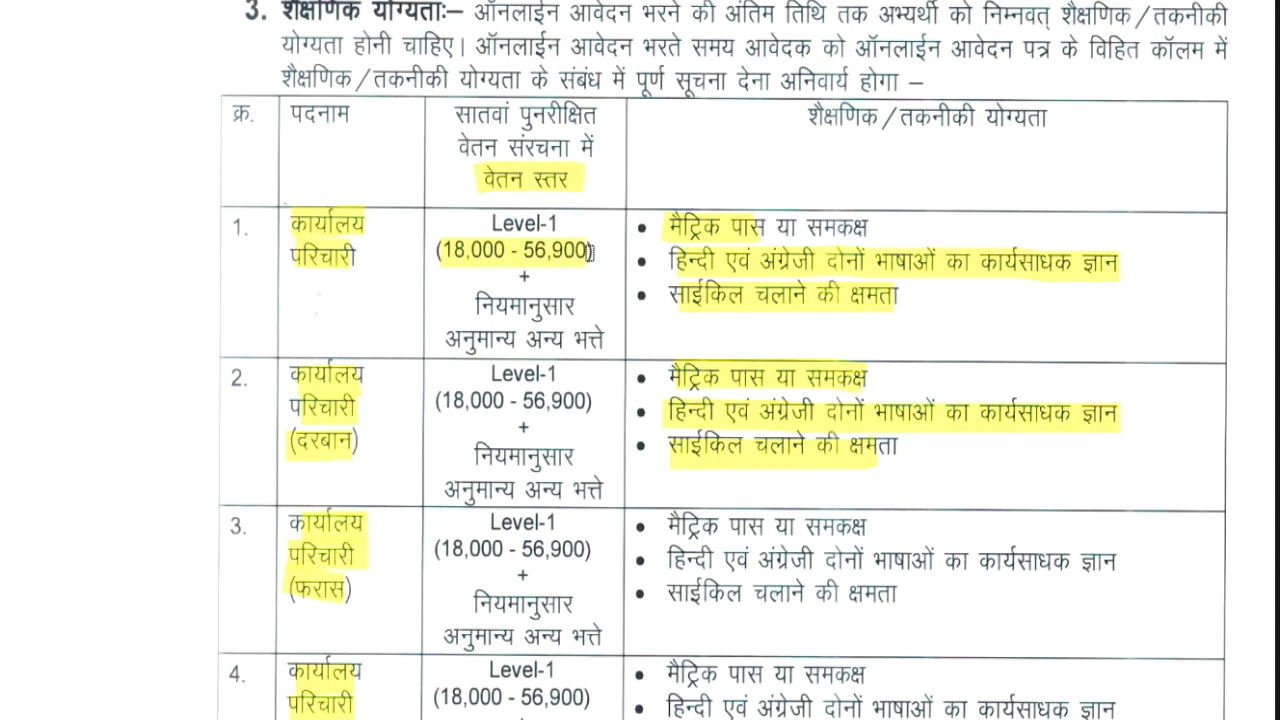 3. शैक्षणिक योग्यताः– ऑनलाईन आवेदन भरने की अंतिम तिथि तक अभ्यर्थी को निम्नवत् शैक्षणिक/तकनीकी
योग्यता होनी चाहिए। ऑनलाईन आवेदन भरते समय आवेदक को ऑनलाईन आवेदन पत्र के विहित कॉलम में
शैक्षणिक/तकनीकी योग्यता के संबंध में पूर्ण सूचना देना अनिवार्य होगा –
क्र. पदनाम सातवां पुनरीक्षित शैक्षणिक/तकनीकी योग्यता
वेतन संरचना में
वेतन स्तर
1. कार्यालय Level-1 • मैट्रिक पास या समकक्ष
परिचारी (18,000 - 56,900) • हिन्दी एवं अंग्रेजी दोनों भाषाओं का कार्यसाधक ज्ञान
+ • साईकिल चलाने की क्षमता
नियमानुसार
अनुमान्य अन्य भत्ते
2. कार्यालय Level-1 • मैट्रिक पास या समकक्ष
परिचारी (18,000 - 56,900) • हिन्दी एवं अंग्रेजी दोनों भाषाओं का कार्यसाधक ज्ञान
(दरबान) + • साईकिल चलाने की क्षमता
नियमानुसार
अनुमान्य अन्य भत्ते
3. कार्यालय Level-1 • मैट्रिक पास या समकक्ष
परिचारी (18,000 - 56,900) • हिन्दी एवं अंग्रेजी दोनों भाषाओं का कार्यसाधक ज्ञान
(फरास) + • साईकिल चलाने की क्षमता
नियमानुसार
अनुमान्य अन्य भत्ते
4. कार्यालय Level-1 • मैट्रिक पास या समकक्ष
परिचारी (18,000 - 56,900) • हिन्दी एवं अंग्रेजी दोनों भाषाओं का कार्यसाधक ज्ञान